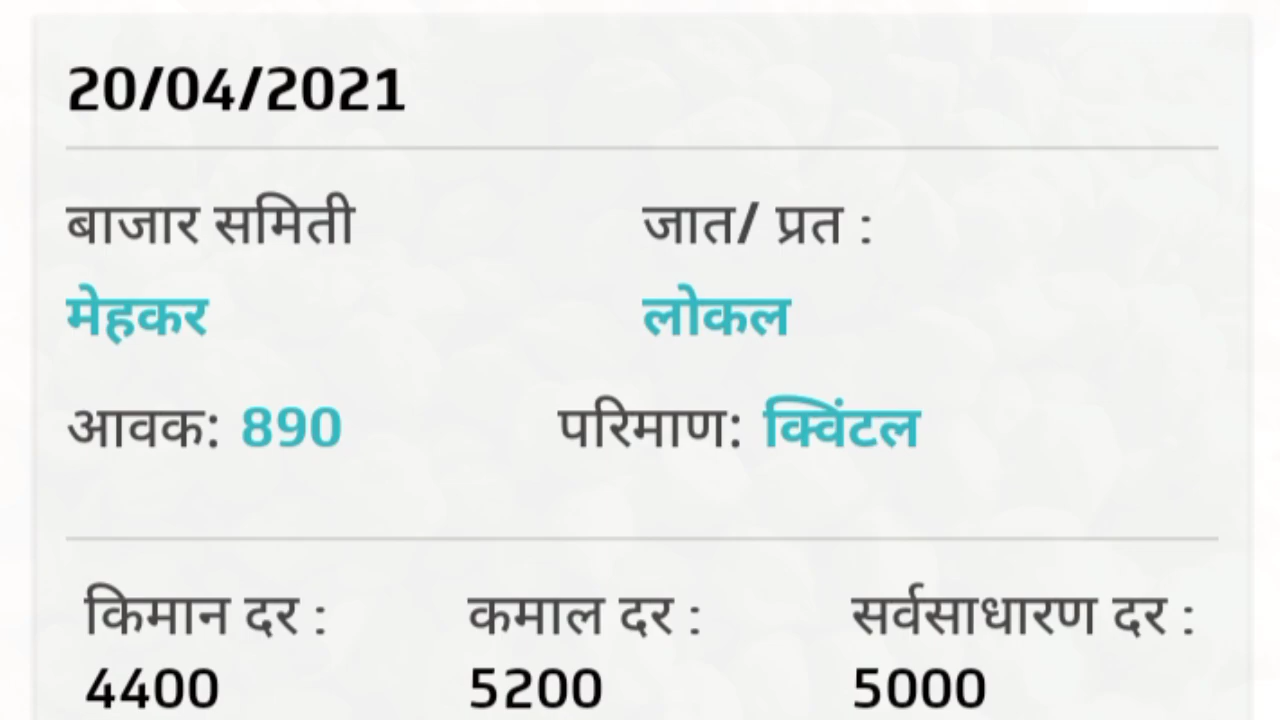 20/04/2021
बाजार समिती जात/ प्रत :
मेहकर लोकल
आवक: 890 परिमाण: क्विंटल
किमान दर : कमाल दर : सर्वसाधारण दर :
4400 5200 5000